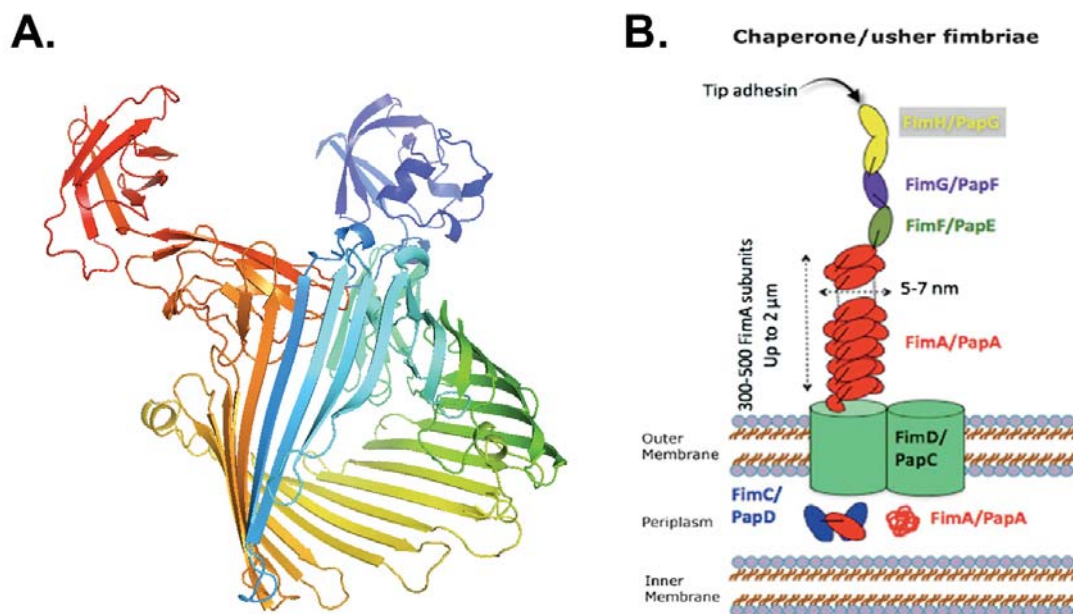 A.
B.
Chaperone/usher fimbriae
Tip adhesin
FimH/PapG
FimG/PapF
FimF/PapE
300-500 FimA subunits
Up to 2 μm
5-7 nm
FimA/PapA
Outer
Membrane
FimD/
PapC
FimC/
PapD
Periplasm
FimA/PapA
Inner
Membrane